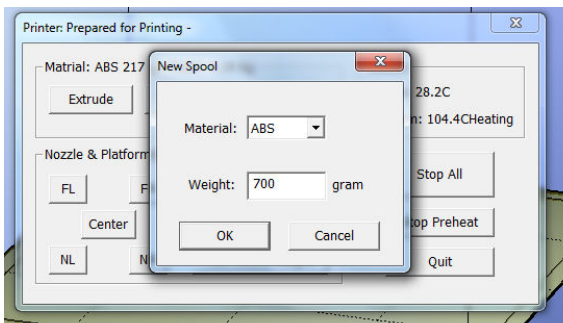 Printer: Prepared for Printing -
Matrial: ABS 217
New Spool
Extrude
28.2C
104.4CHeating
Material: ABS
Nozzle & Platform
Weight: 700 gram
Stop All
FL
F
Center
OK
Cancel
Preheat
NL
N
Quit